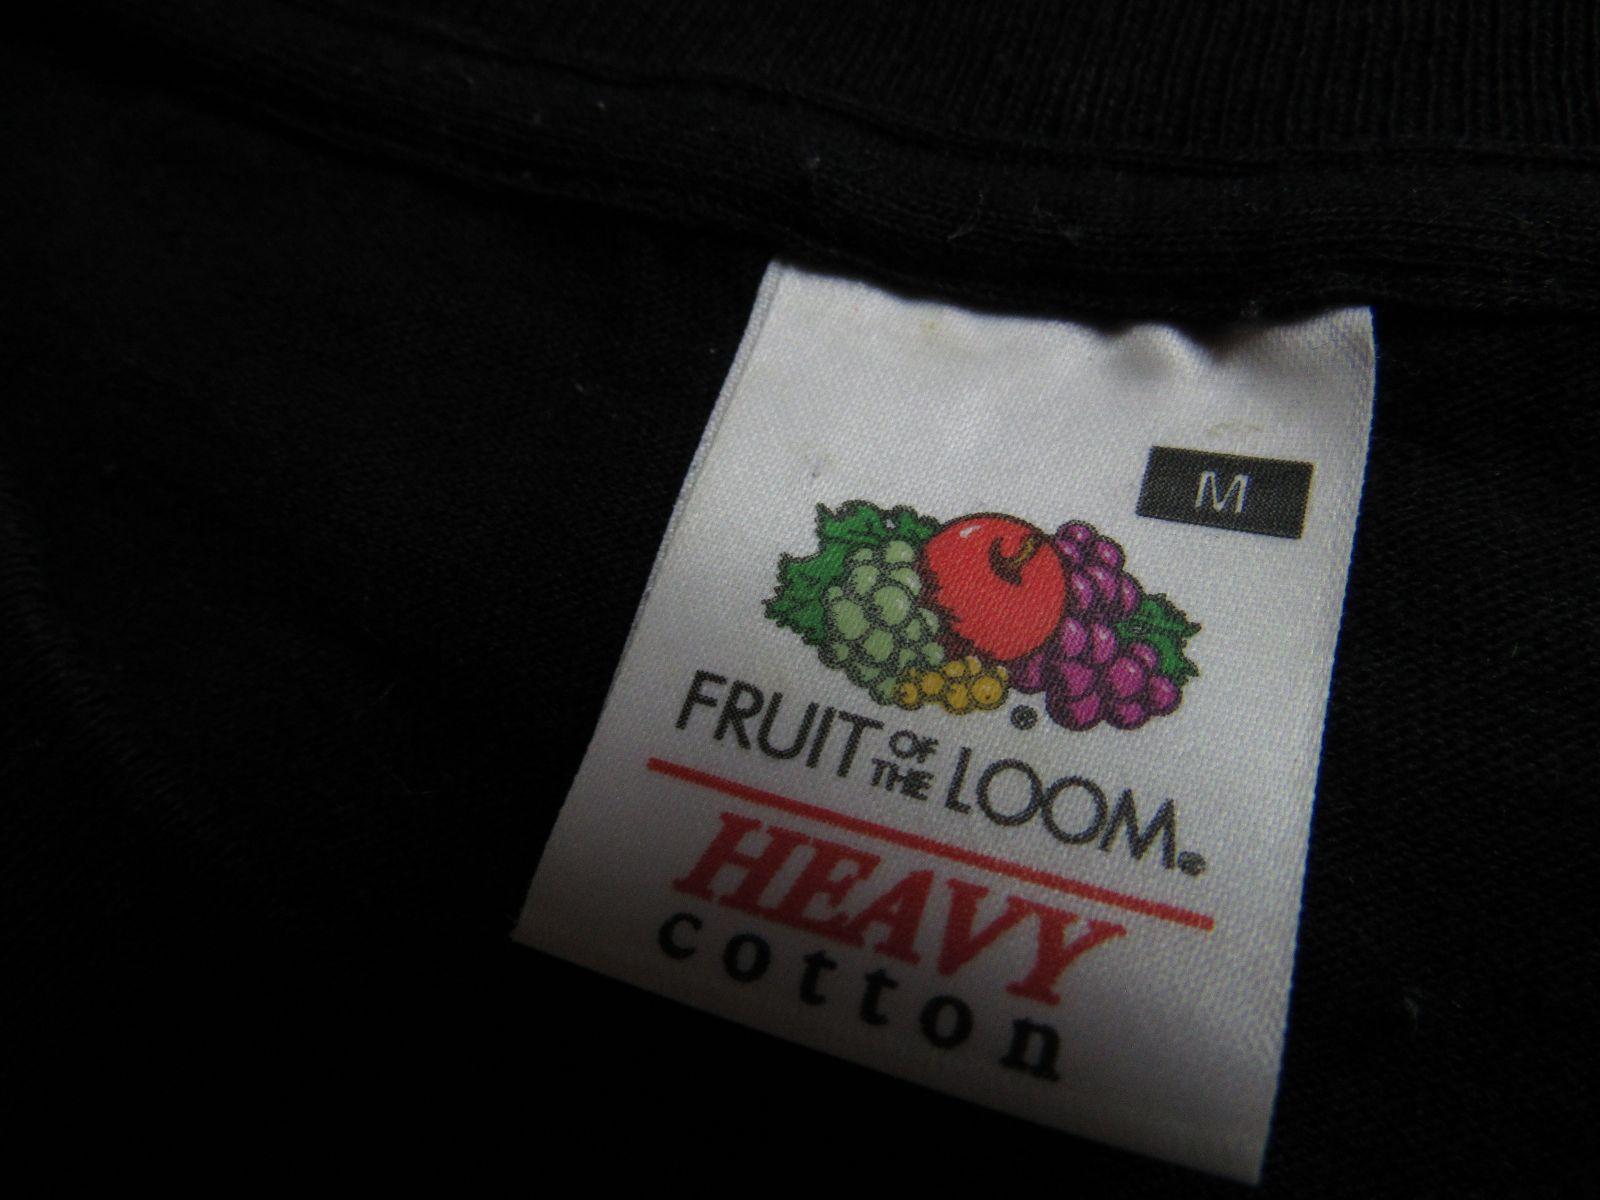 M
®
FRUIT OF THE LOOM®
HEAVY
cotton